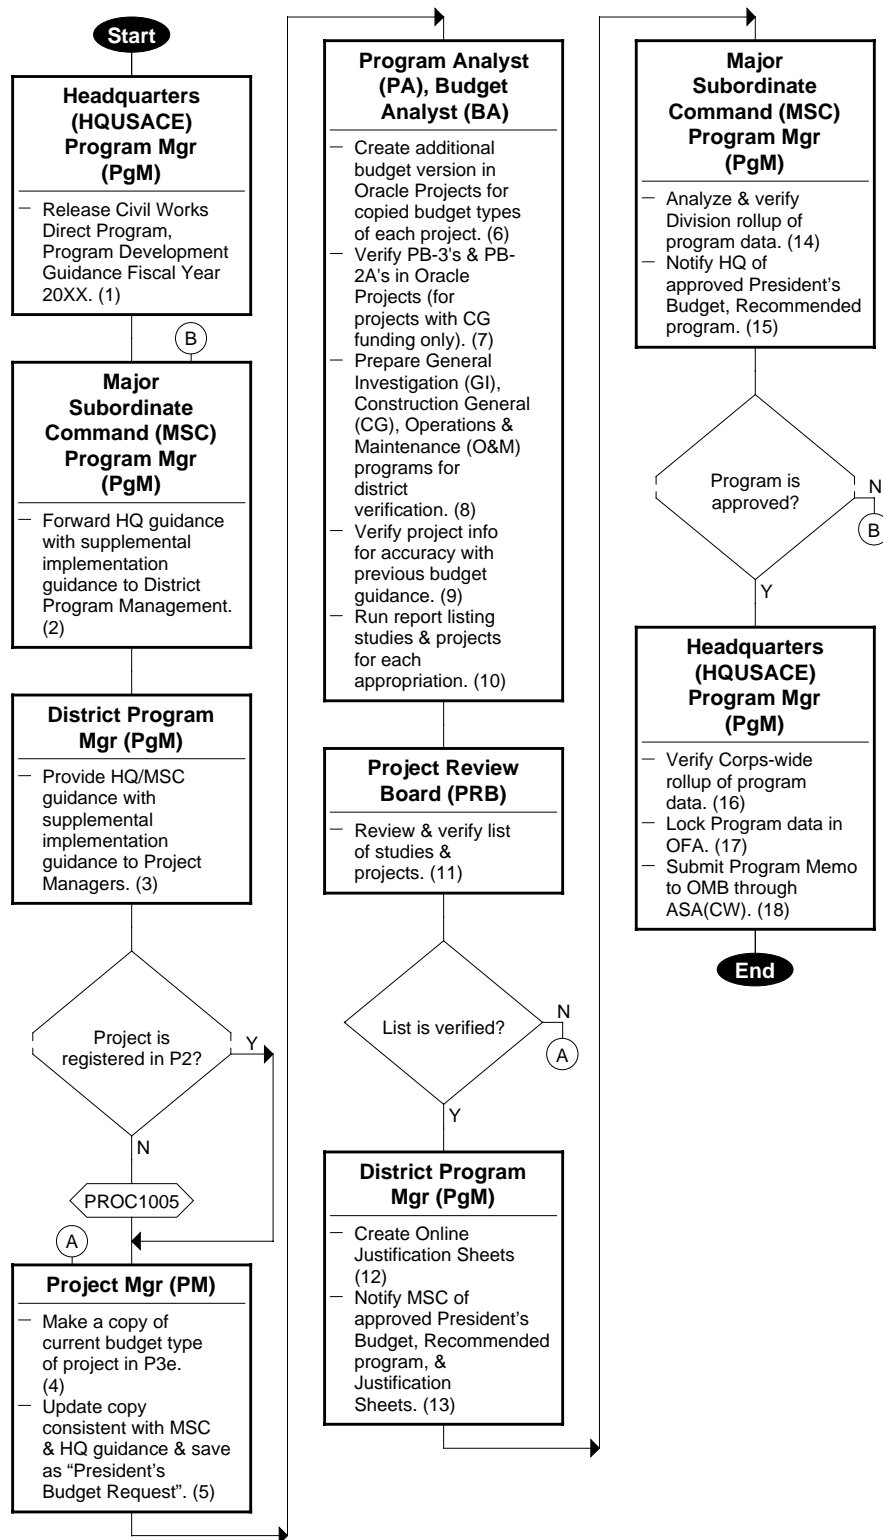 Start
Headquarters
(HQUSACE)
Program Mgr
(PgM)
— Release Civil Works
Direct Program,
Program Development
Guidance Fiscal Year
20XX. (1)
B
Major
Subordinate
Command (MSC)
Program Mgr
(PgM)
— Forward HQ guidance
with supplemental
implementation
guidance to District
Program Management.
(2)
District Program
Mgr (PgM)
— Provide HQ/MSC
guidance with
supplemental
implementation
guidance to Project
Managers. (3)
Project is
registered in P2?
Y
N
PROC1005
A
Project Mgr (PM)
— Make a copy of
current budget type
of project in P3e.
(4)
— Update copy
consistent with MSC
& HQ guidance & save
as “President’s
Budget Request”. (5)
Program Analyst
(PA), Budget
Analyst (BA)
— Create additional
budget version in
Oracle Projects for
copied budget types
of each project. (6)
— Verify PB-3's & PB-
2A's in Oracle
Projects (for
projects with CG
funding only). (7)
— Prepare General
Investigation (GI),
Construction General
(CG), Operations &
Maintenance (O&M)
programs for
district
verification. (8)
— Verify project info
for accuracy with
previous budget
guidance. (9)
— Run report listing
studies & projects
for each
appropriation. (10)
Project Review
Board (PRB)
— Review & verify list
of studies &
projects. (11)
List is verified?
N
A
Y
District Program
Mgr (PgM)
— Create Online
Justification Sheets
(12)
— Notify MSC of
approved President’s
Budget, Recommended
program, &
Justification
Sheets. (13)
Major
Subordinate
Command (MSC)
Program Mgr
(PgM)
— Analyze & verify
Division rollup of
program data. (14)
— Notify HQ of
approved President’s
Budget, Recommended
program. (15)
Program is
approved?
N
B
Y
Headquarters
(HQUSACE)
Program Mgr
(PgM)
— Verify Corps-wide
rollup of program
data. (16)
— Lock Program data in
OFA. (17)
— Submit Program Memo
to OMB through
ASA(CW). (18)
End